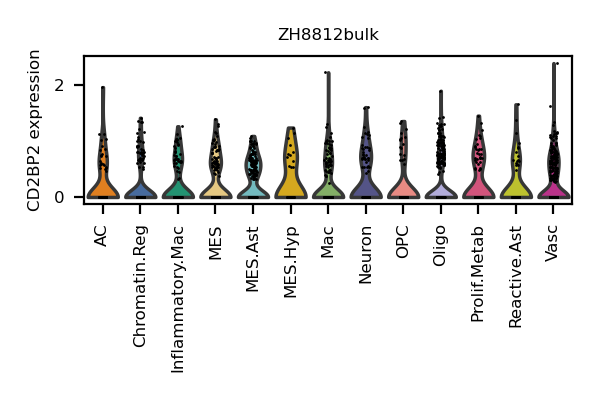 ZH8812bulk
CD2BP2 expression
2
0
AC
Chromatin.Reg
Inflammatory.Mac
MES
MES.Ast
MES.Hyp
Mac
Neuron
OPC
Oligo
Prolif.Metab
Reactive.Ast
Vasc